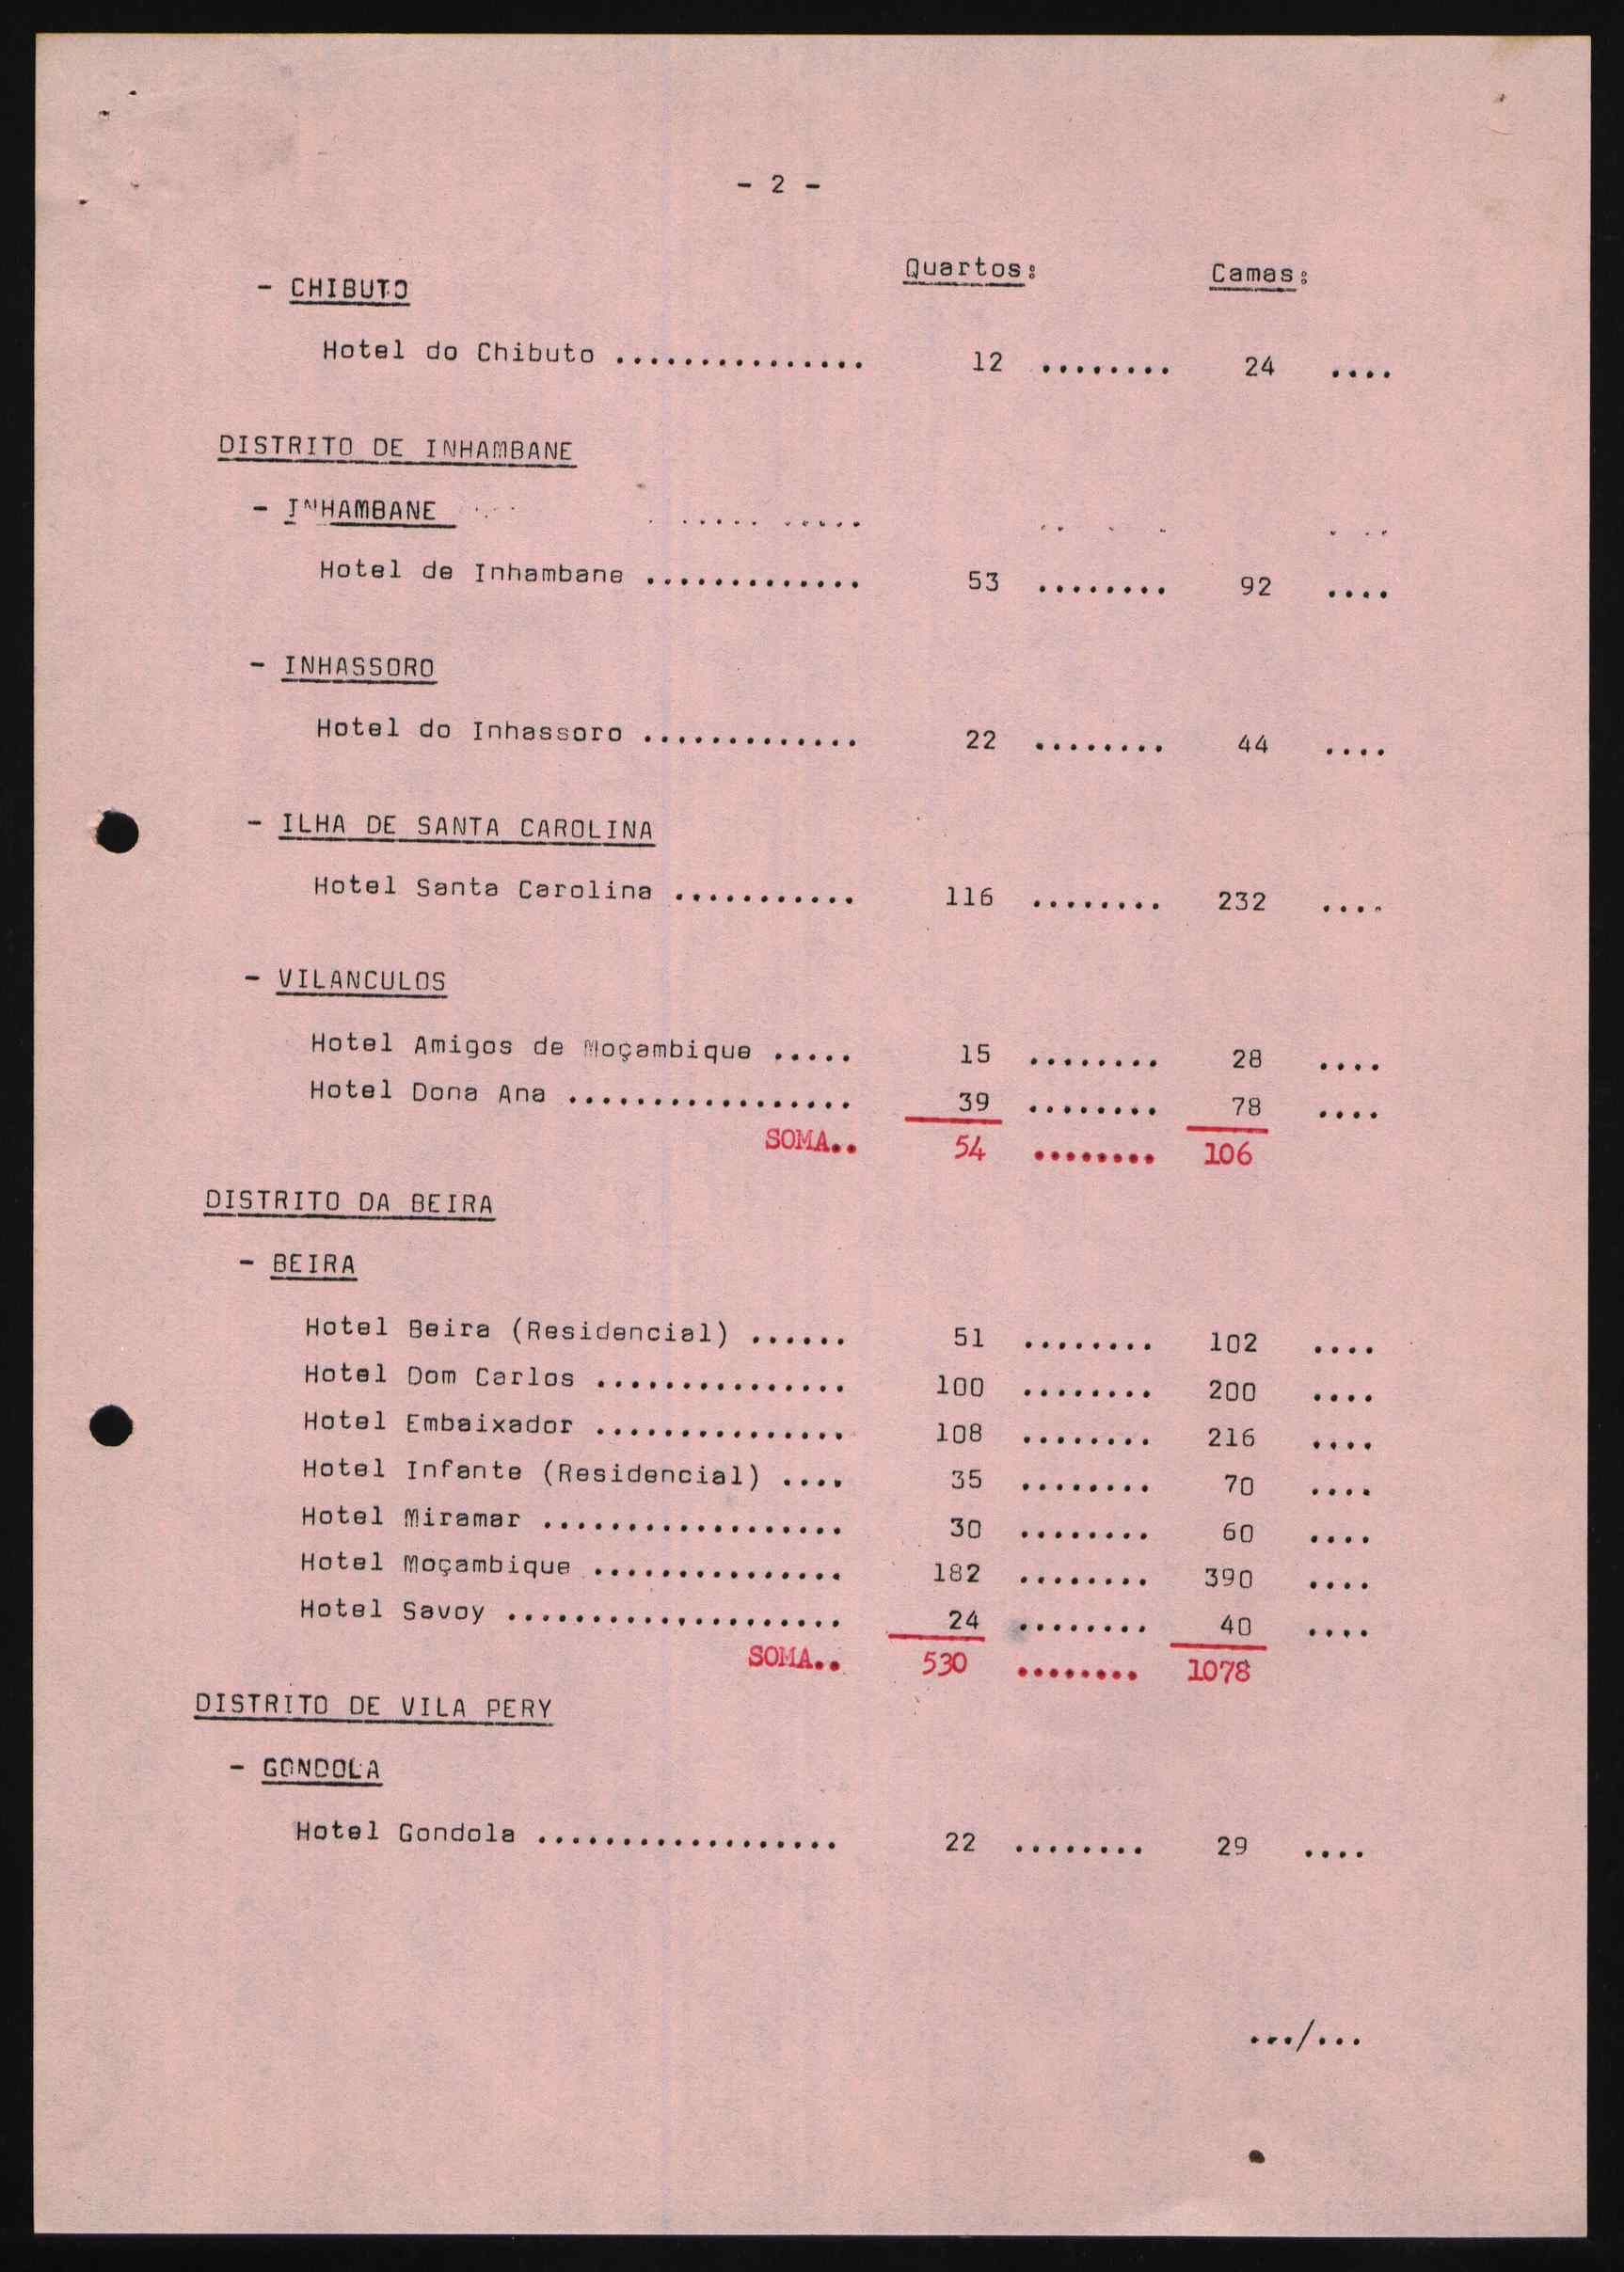 - 2 -
Quartos: Camas:
- CHIBUTO
Hotel do Chibuto ............... 12 ........ 24 ....
DISTRITO DE INHAMBANE
- INHAMBANE
Hotel de Inhambane ............. 53 ........ 92 ....
- INHASSORO
Hotel do Inhassoro ............. 22 ........ 44 ....
- ILHA DE SANTA CAROLINA
Hotel Santa Carolina ........... 116 ........ 232 ....
- VILANCULOS
Hotel Amigos de Moçambique ..... 15 ........ 28 ....
Hotel Dona Ana ................. 39 ........ 78 ....
SOMA.. 54 ........ 106
DISTRITO DA BEIRA
- BEIRA
Hotel Beira (Residencial) ...... 51 ........ 102 ....
Hotel Dom Carlos ............... 100 ........ 200 ....
Hotel Embaixador ............... 108 ........ 216 ....
Hotel Infante (Residencial) .... 35 ........ 70 ....
Hotel Miramar .................. 30 ........ 60 ....
Hotel Moçambique ............... 182 ........ 390 ....
Hotel Savoy .................... 24 ........ 40 ....
SOMA.. 530 ........ 1078
DISTRITO DE VILA PERY
- GONDOLA
Hotel Gondola .................. 22 ........ 29 ....
.../...